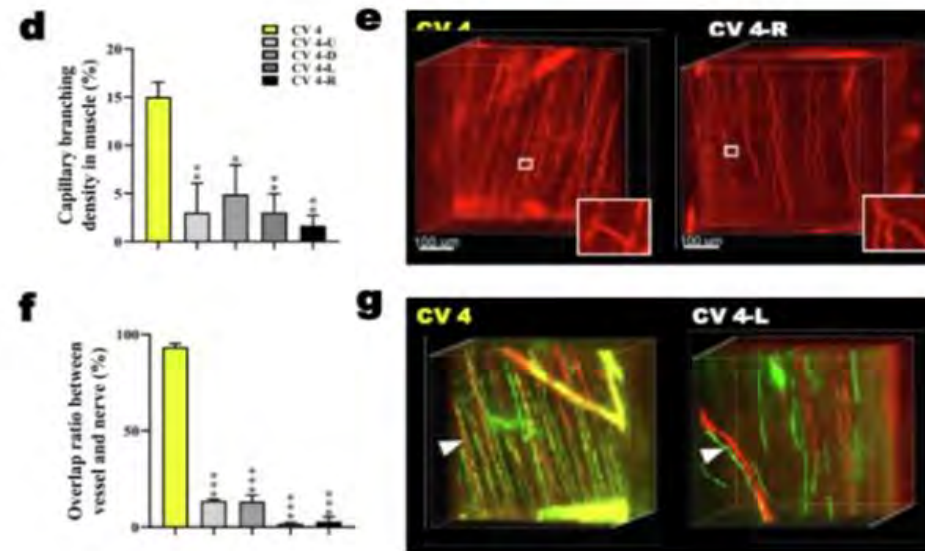 d
20
15
10
5
0
Capillary branching
density in muscle (%)
CV 4
CV 4-U
CV 4-D
CV 4-L
CV 4-R
**
*
**
**
e
CV 4
CV 4-R
100 um
100 um
f
100
50
0
Overlap ratio between
vessel and nerve (%)
***
***
***
***
g
CV 4
CV 4-L